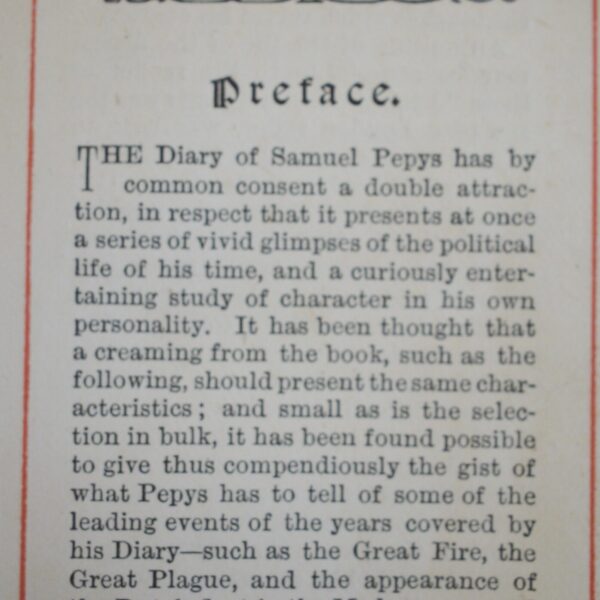 Preface.
THE Diary of Samuel Pepys has by
common consent a double attrac-
tion, in respect that it presents at once
a series of vivid glimpses of the political
life of his time, and a curiously enter-
taining study of character in his own
personality. It has been thought that
a creaming from the book, such as the
following, should present the same char-
acteristics; and small as is the selec-
tion in bulk, it has been found possible
to give thus compendiously the gist of
what Pepys has to tell of some of the
leading events of the years covered by
his Diary—such as the Great Fire, the
Great Plague, and the appearance of